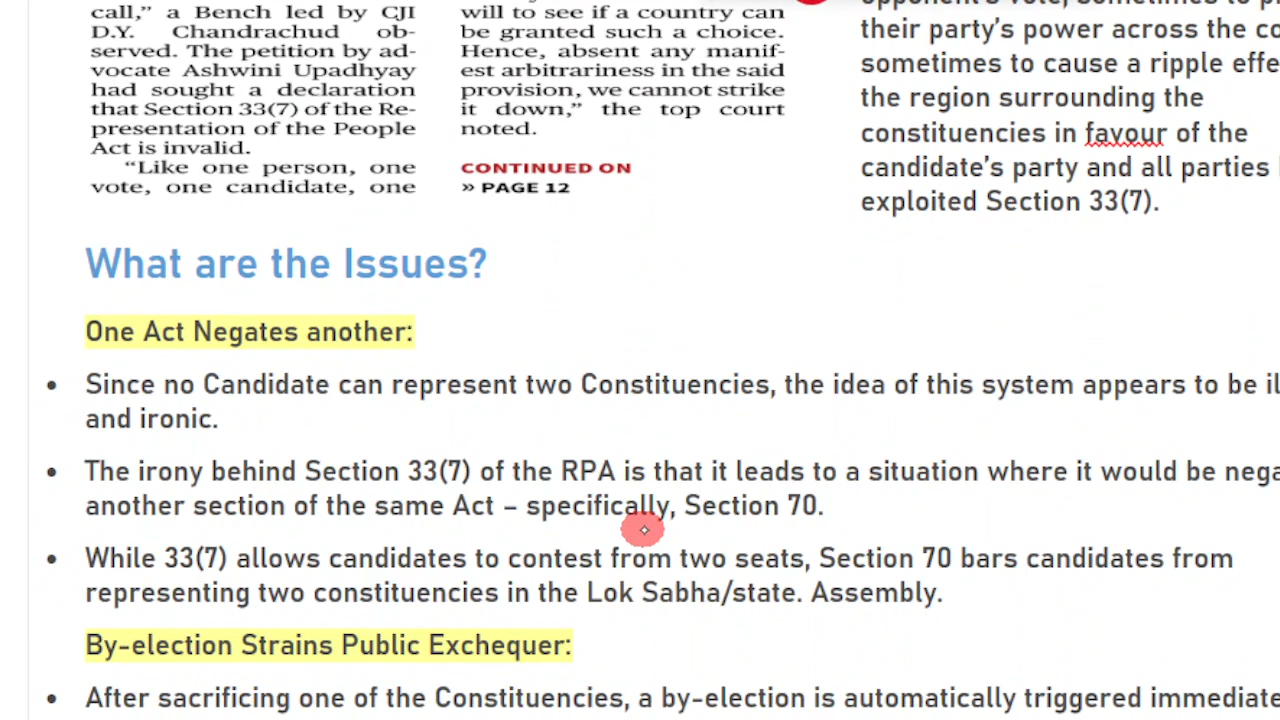 call,” a Bench led by CJI
D.Y. Chandrachud ob-
served. The petition by ad-
vocate Ashwini Upadhyay
had sought a declaration
that Section 33(7) of the Re-
presentation of the People
Act is invalid.
“Like one person, one
vote, one candidate, one
will to see if a country can
be granted such a choice.
Hence, absent any manif-
est arbitrariness in the said
provision, we cannot strike
it down,” the top court
noted.
CONTINUED ON
» PAGE 12
their party’s power across the
sometimes to cause a ripple
the region surrounding the
constituencies in favour of the
candidate’s party and all parties
exploited Section 33(7).
What are the Issues?
One Act Negates another:
• Since no Candidate can represent two Constituencies, the idea of this system appears to be
and ironic.
• The irony behind Section 33(7) of the RPA is that it leads to a situation where it would be
another section of the same Act – specifically, Section 70.
• While 33(7) allows candidates to contest from two seats, Section 70 bars candidates from
representing two constituencies in the Lok Sabha/state. Assembly.
By-election Strains Public Exchequer:
• After sacrificing one of the Constituencies, a by-election is automatically triggered